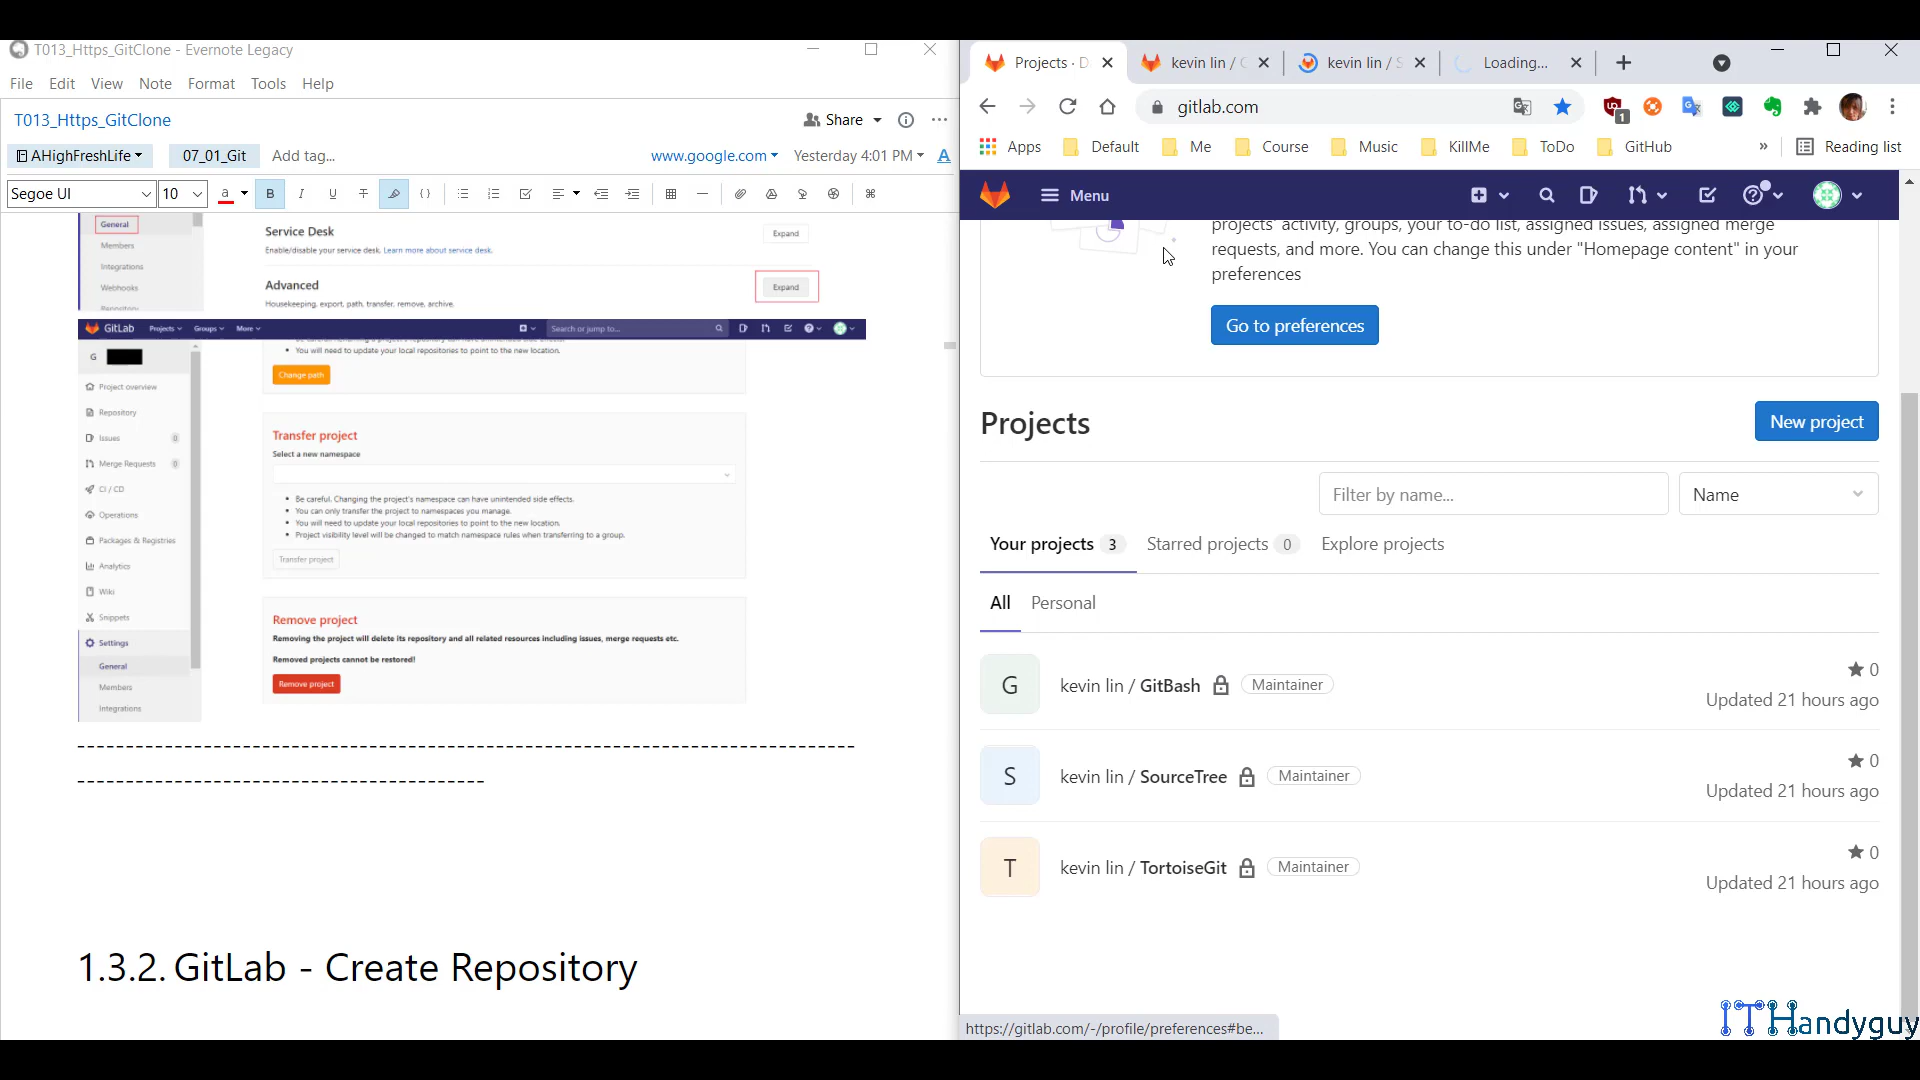 T013_Https_GitClone - Evernote Legacy
File Edit View Note Format Tools Help
T013_Https_GitClone
Share
AHighFreshLife
07_01_Git
Add tag...
www.google.com
Yesterday 4:01 PM
Segoe UI
10
General
Members
Integrations
Webhooks
Repository
Service Desk
Enable/disable your service desk. Learn more about service desk.
Expand
Advanced
Housekeeping, export, path, transfer, remove, archive.
Expand
GitLab Projects Groups More Search or jump to...
G
Project overview
Repository
Issues 0
Merge Requests 0
CI / CD
Operations
Packages & Registries
Analytics
Wiki
Snippets
Settings
General
Members
Integrations
You will need to update your local repositories to point to the new location.
Change path
Transfer project
Select a new namespace
Be careful. Changing the project's namespace can have unintended side effects.
You can only transfer the project to namespaces you manage.
You will need to update your local repositories to point to the new location.
Project visibility level will be changed to match namespace rules when transferring to a group.
Transfer project
Remove project
Removing the project will delete its repository and all related resources including issues, merge requests etc.
Removed projects cannot be restored!
Remove project
1.3.2. GitLab - Create Repository
Projects · D
kevin lin / G
kevin lin / S
Loading...
gitlab.com
1
Apps Default Me Course Music KillMe ToDo GitHub » Reading list
Menu
projects' activity, groups, your to-do list, assigned issues, assigned merge
requests, and more. You can change this under "Homepage content" in your
preferences
Go to preferences
Projects
New project
Filter by name...
Name
Your projects 3
Starred projects 0
Explore projects
All
Personal
G
kevin lin / GitBash
Maintainer
0
Updated 21 hours ago
S
kevin lin / SourceTree
Maintainer
0
Updated 21 hours ago
T
kevin lin / TortoiseGit
Maintainer
0
Updated 21 hours ago
https://gitlab.com/-/profile/preferences#be...
ITHandyguy